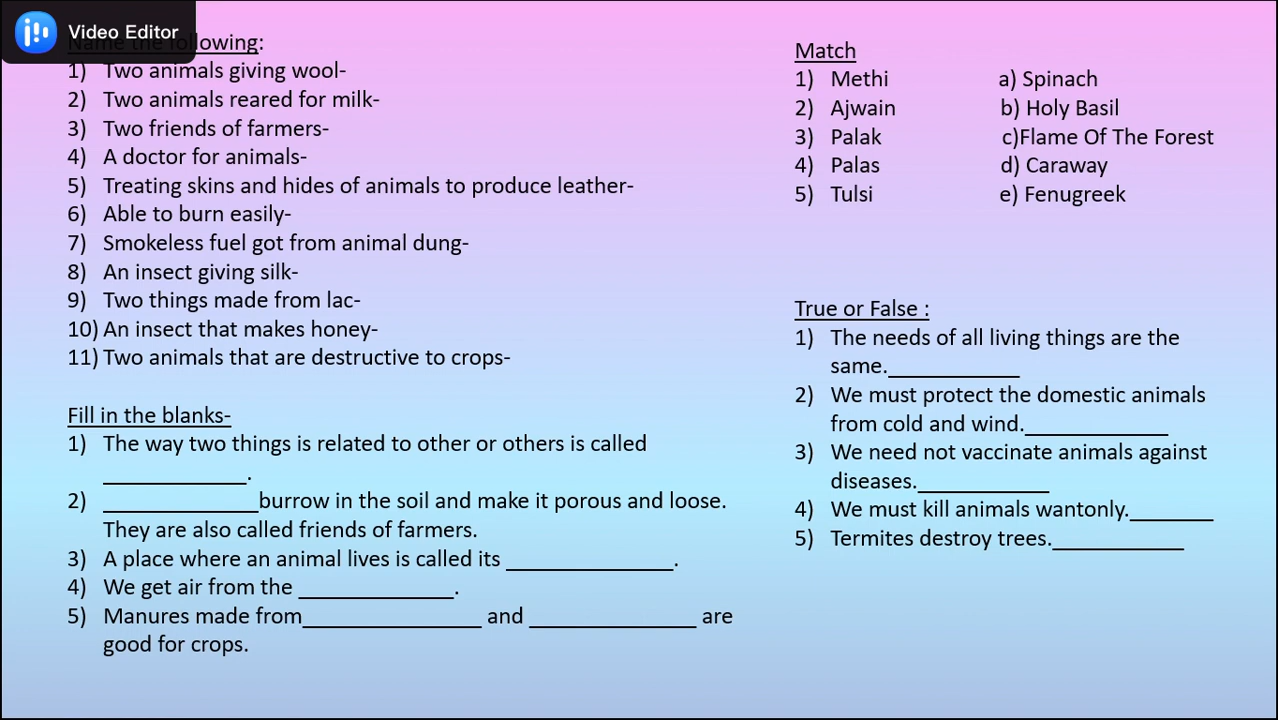 Video Editor
Name the following:
1) Two animals giving wool-
2) Two animals reared for milk-
3) Two friends of farmers-
4) A doctor for animals-
5) Treating skins and hides of animals to produce leather-
6) Able to burn easily-
7) Smokeless fuel got from animal dung-
8) An insect giving silk-
9) Two things made from lac-
10) An insect that makes honey-
11) Two animals that are destructive to crops-
Fill in the blanks-
1) The way two things is related to other or others is called
____________.
2) _____________burrow in the soil and make it porous and loose.
They are also called friends of farmers.
3) A place where an animal lives is called its ______________.
4) We get air from the _____________.
5) Manures made from_______________ and ______________ are
good for crops.
Match
1) Methi a) Spinach
2) Ajwain b) Holy Basil
3) Palak c)Flame Of The Forest
4) Palas d) Caraway
5) Tulsi e) Fenugreek
True or False :
1) The needs of all living things are the
same.___________
2) We must protect the domestic animals
from cold and wind.____________
3) We need not vaccinate animals against
diseases.___________
4) We must kill animals wantonly._______
5) Termites destroy trees.___________